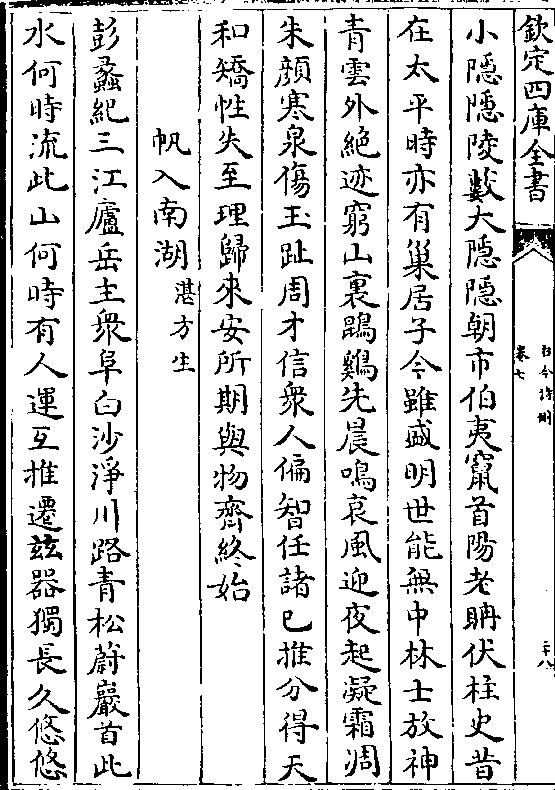 欽定四庫全書
古今詩刪
卷七
二十八
小隱隱陵藪大隱隱朝市伯夷竄首陽老聃伏柱史昔
在太平時亦有巢居子今雖盛明世能無中林士放神
青雲外絕迹窮山裏鵾鷄先晨鳴哀風迎夜起凝霜凋
朱顏寒泉傷玉趾周才信衆人偏智任諸已推分得天
和矯性失至理歸來安所期與物齊終始
帆入南湖 湛方生
彭蠡紀三江廬岳主衆阜白沙淨川路青松蔚巖首此
水何時流此山何時有人運互推遷兹器獨長久悠悠